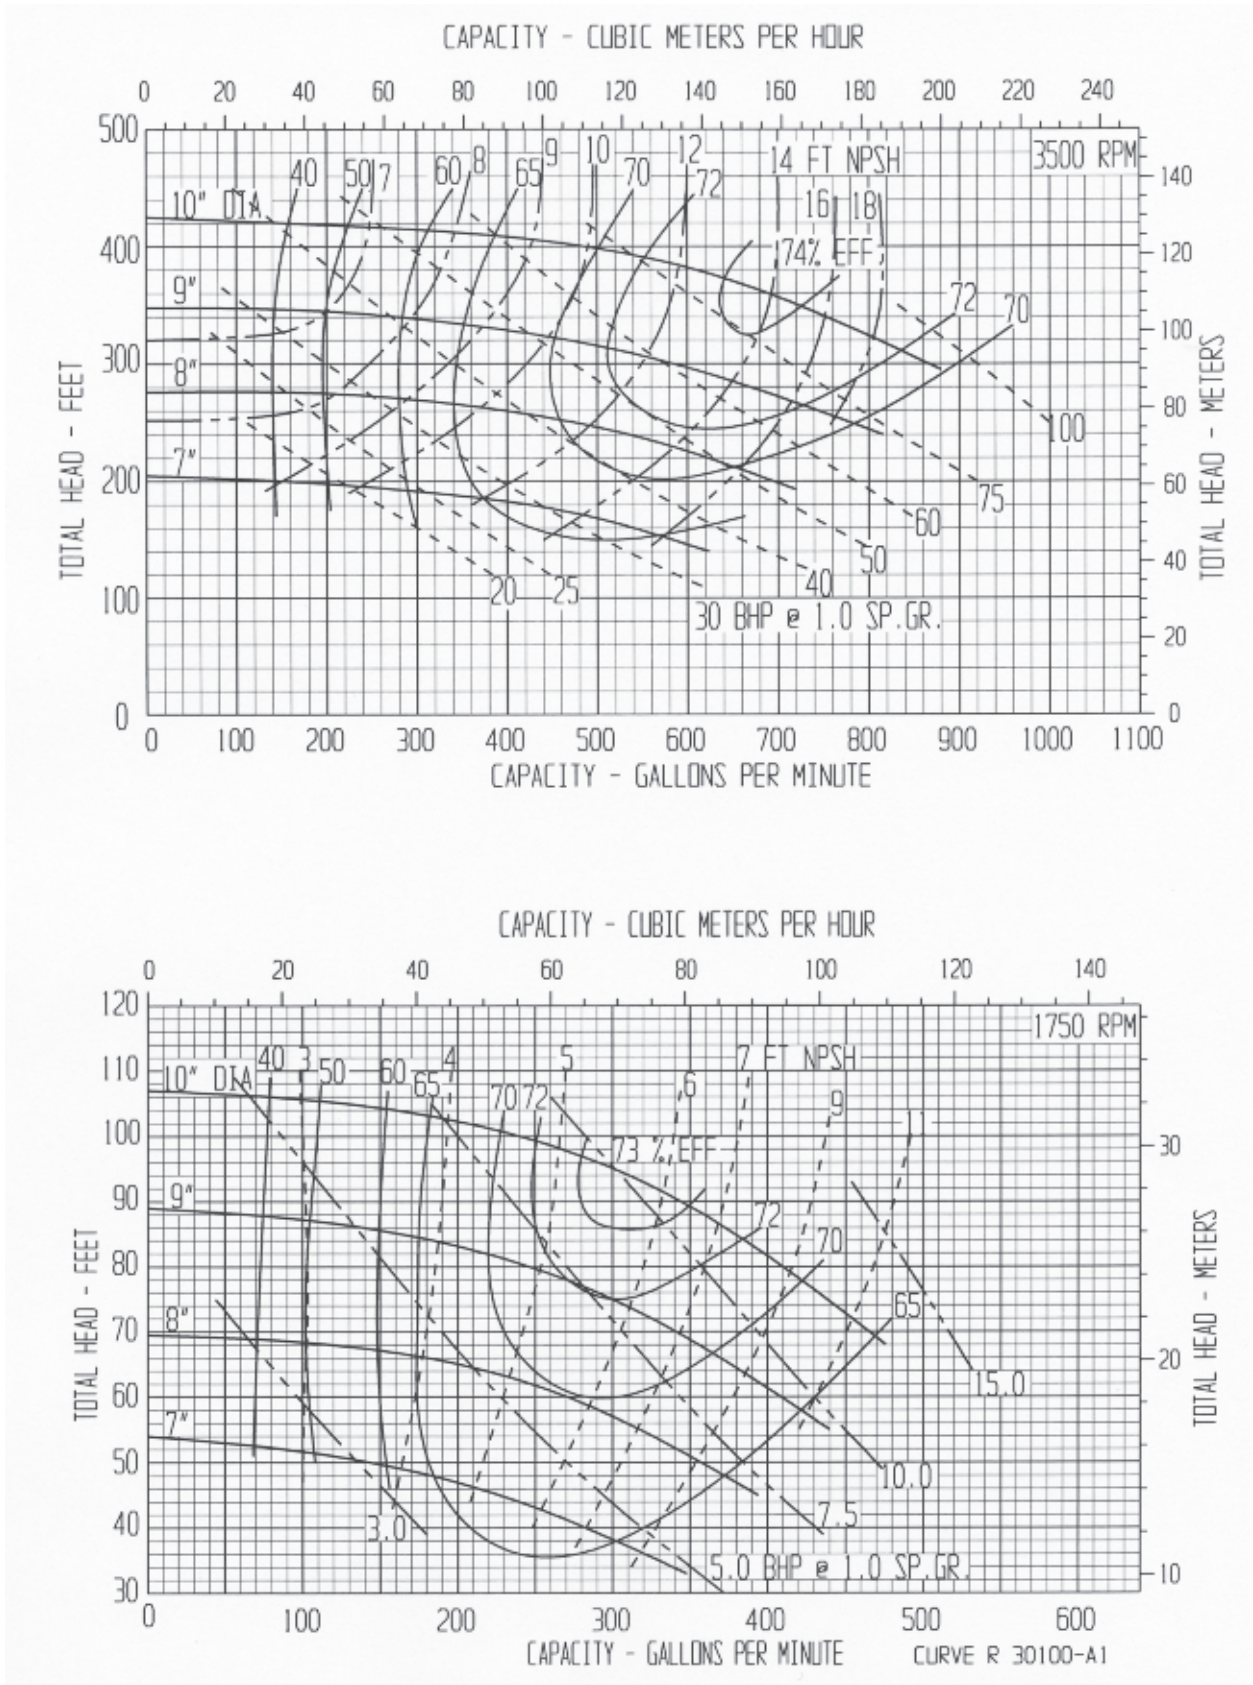 CAPACITY - CUBIC METERS PER HOUR
0 20 40 60 80 100 120 140 160 180 200 220 240
500 3500 RPM
40 50 7 60 8 65 9 10 70 12 72 14 FT NPSH 140
10" DIA 16 18
400 74% EFF 120
9" 72 70
100
300
8"
80
100
7"
200 60
75
60
50 40
20 25 40
100 30 BHP @ 1.0 SP.GR.
20
0 0
TOTAL HEAD - FEET
TOTAL HEAD - METERS
0 100 200 300 400 500 600 700 800 900 1000 1100
CAPACITY - GALLONS PER MINUTE
CAPACITY - CUBIC METERS PER HOUR
0 20 40 60 80 100 120 140
120 1750 RPM
110 40 3 50 60 4 5 7 FT NPSH
10" DIA 65 70 72 6 9 11
100 73 % EFF 30
90 9"
72
80 70
70 8" 65
20
60 15.0
7"
50 10.0
40 3.0 7.5
5.0 BHP @ 1.0 SP.GR. 10
30
TOTAL HEAD - FEET
TOTAL HEAD - METERS
0 100 200 300 400 500 600
CAPACITY - GALLONS PER MINUTE CURVE R 30100-A1